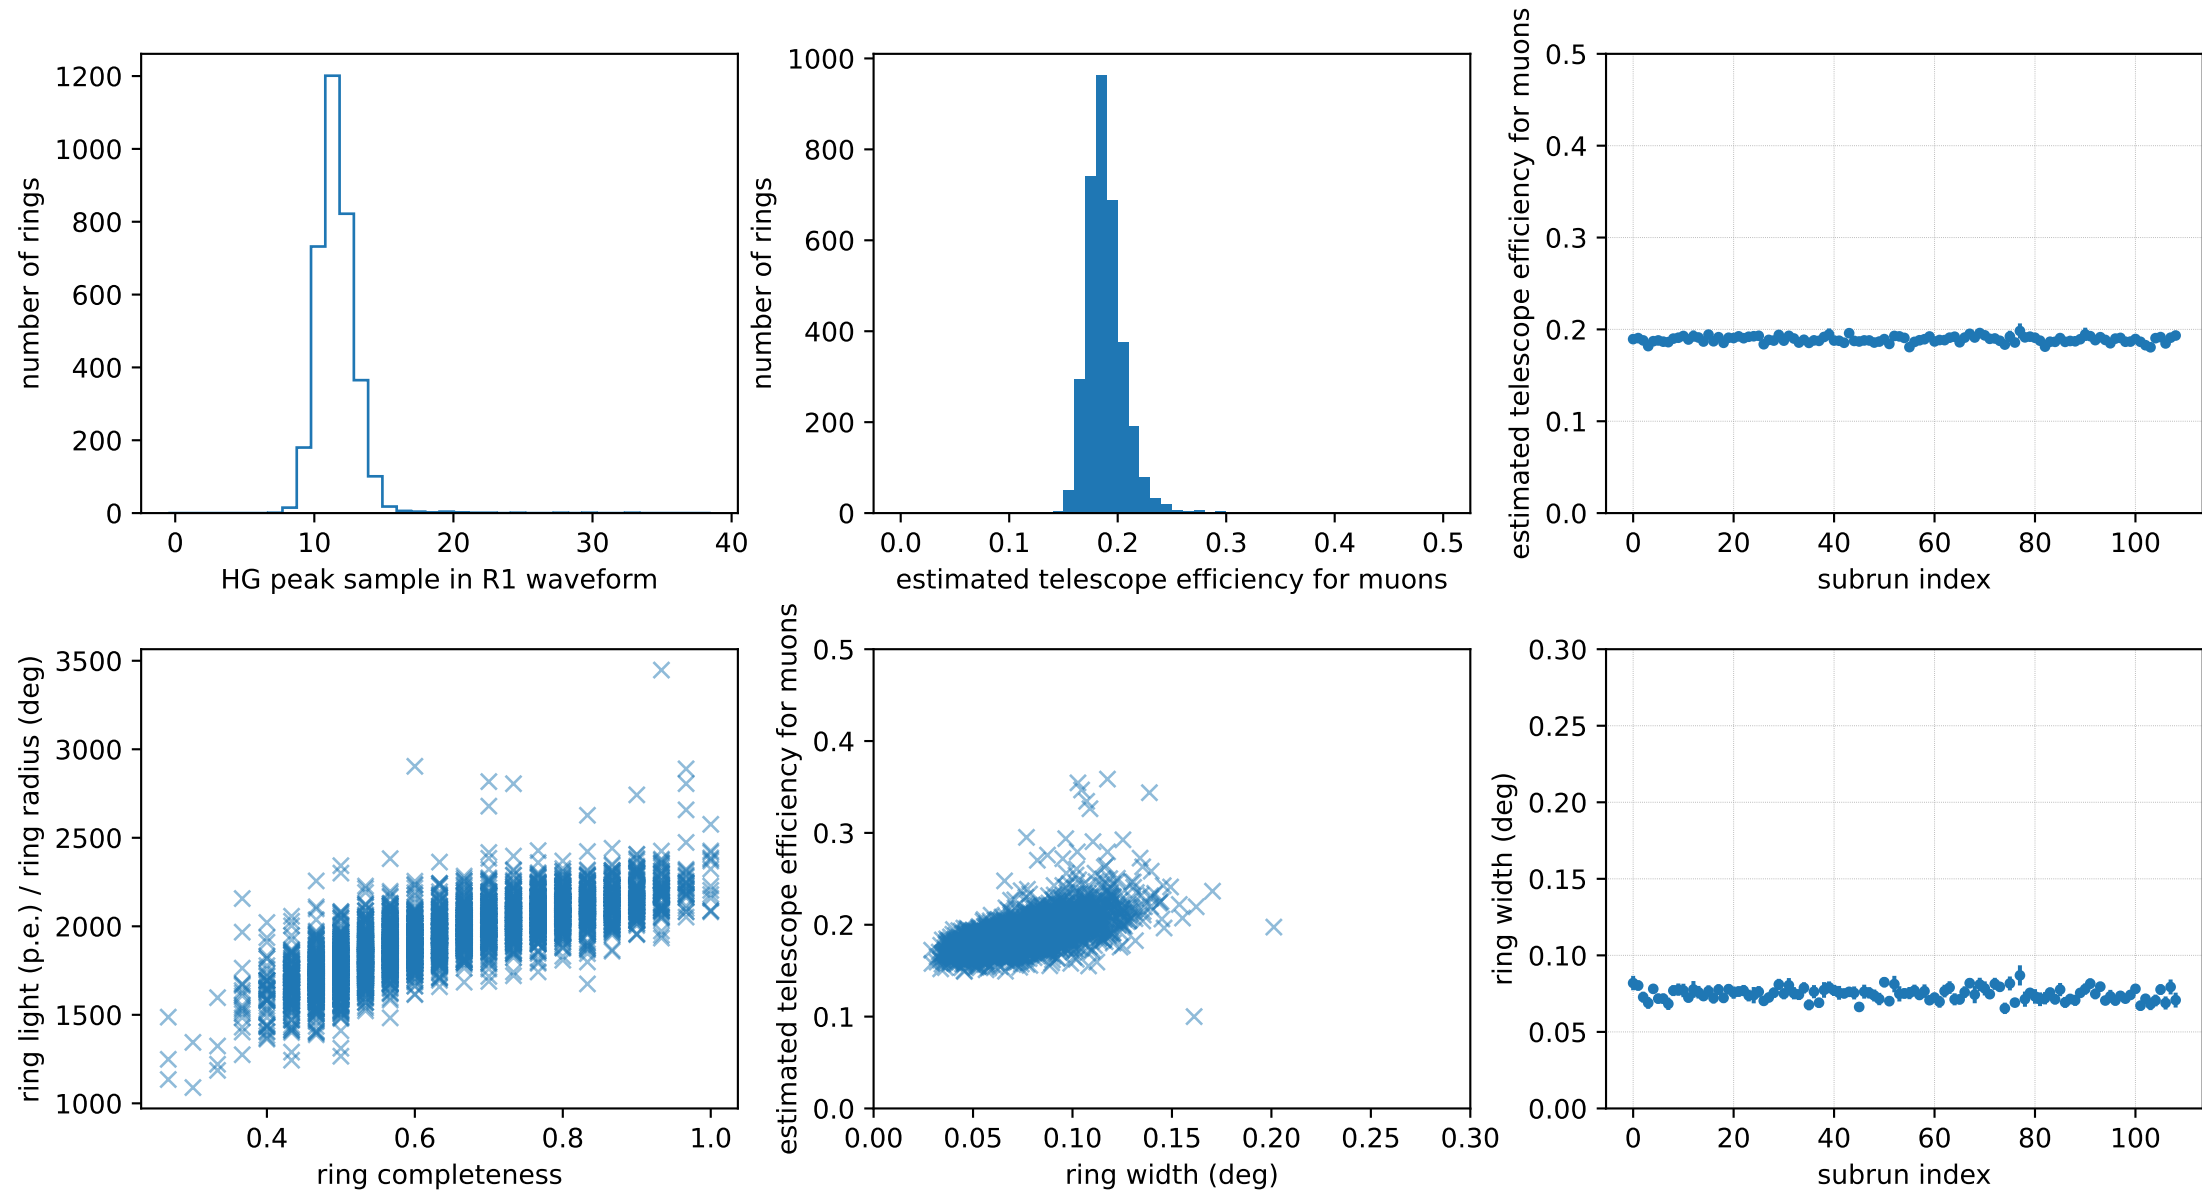 number of rings
1200
1000
800
600
400
200
0
0 10 20 30 40
HG peak sample in R1 waveform
number of rings
1000
800
600
400
200
0
0.0 0.1 0.2 0.3 0.4 0.5
estimated telescope efficiency for muons
estimated telescope efficiency for muons
0.5
0.4
0.3
0.2
0.1
0.0
0 20 40 60 80 100
subrun index
ring light (p.e.) / ring radius (deg)
3500
3000
2500
2000
1500
1000
0.4 0.6 0.8 1.0
ring completeness
estimated telescope efficiency for muons
0.5
0.4
0.3
0.2
0.1
0.0
0.00 0.05 0.10 0.15 0.20 0.25 0.30
ring width (deg)
ring width (deg)
0.30
0.25
0.20
0.15
0.10
0.05
0.00
0 20 40 60 80 100
subrun index